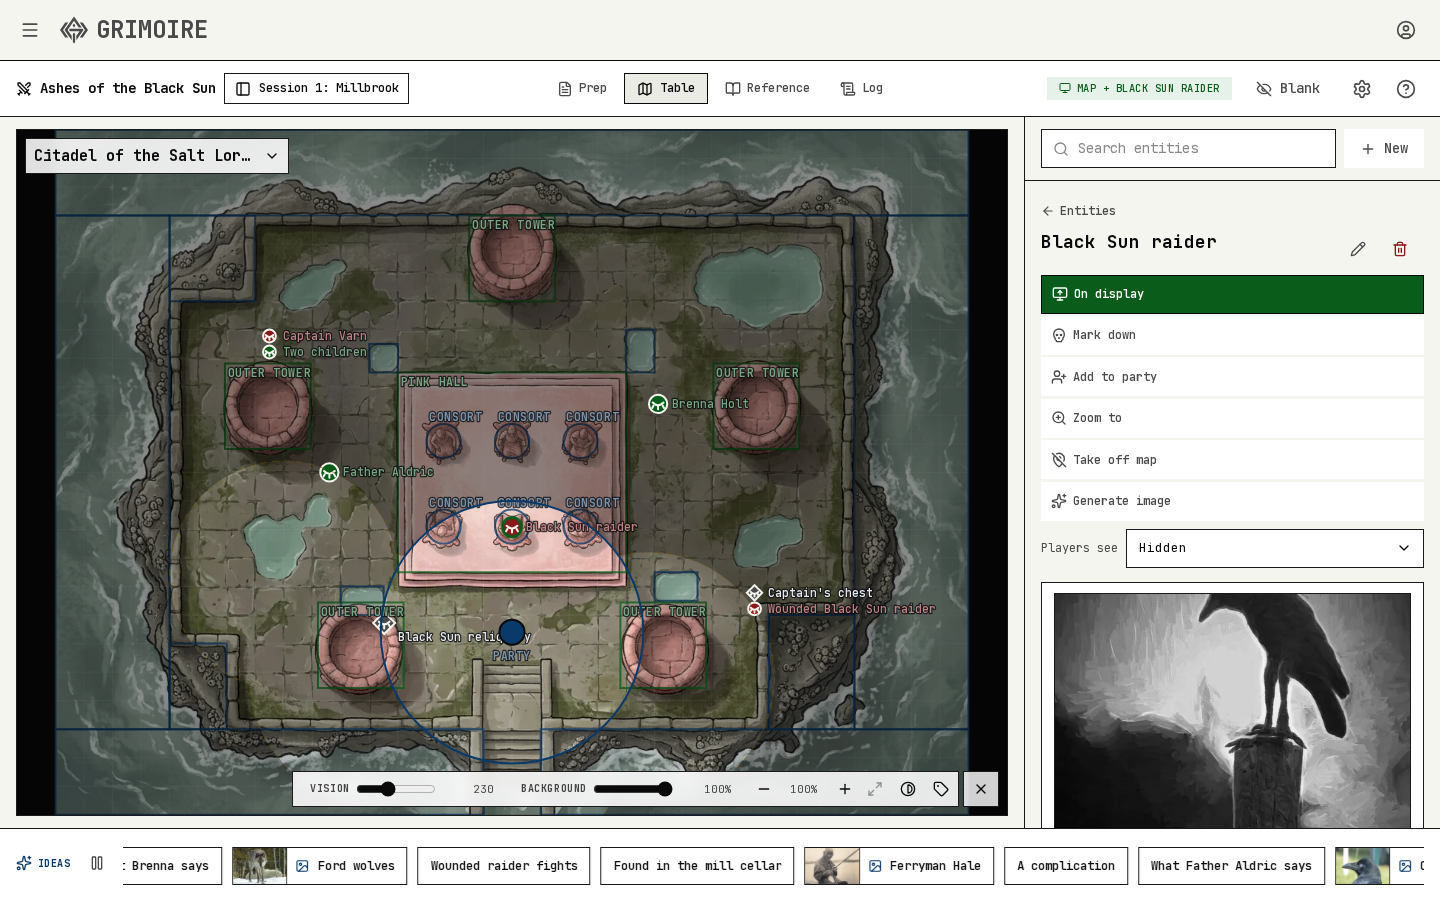 GRIMOIRE
Ashes of the Black Sun
Session 1: Millbrook
Prep
Table
Reference
Log
MAP + BLACK SUN RAIDER
Blank
Citadel of the Salt Lor…
OUTER TOWER
Captain Varn
Two children
OUTER TOWER
OUTER TOWER
PINK HALL
Brenna Holt
CONSORT CONSORT CONSORT
Father Aldric
CONSORT CONSORT CONSORT
Black Sun raider
Captain's chest
Wounded Black Sun raider
OUTER TOWER
OUTER TOWER
Black Sun reliquary
PARTY
VISION
230
BACKGROUND
100%
100%
Search entities
New
Entities
Black Sun raider
On display
Mark down
Add to party
Zoom to
Take off map
Generate image
Players see
Hidden
IDEAS
Brenna says
Ford wolves
Wounded raider fights
Found in the mill cellar
Ferryman Hale
A complication
What Father Aldric says